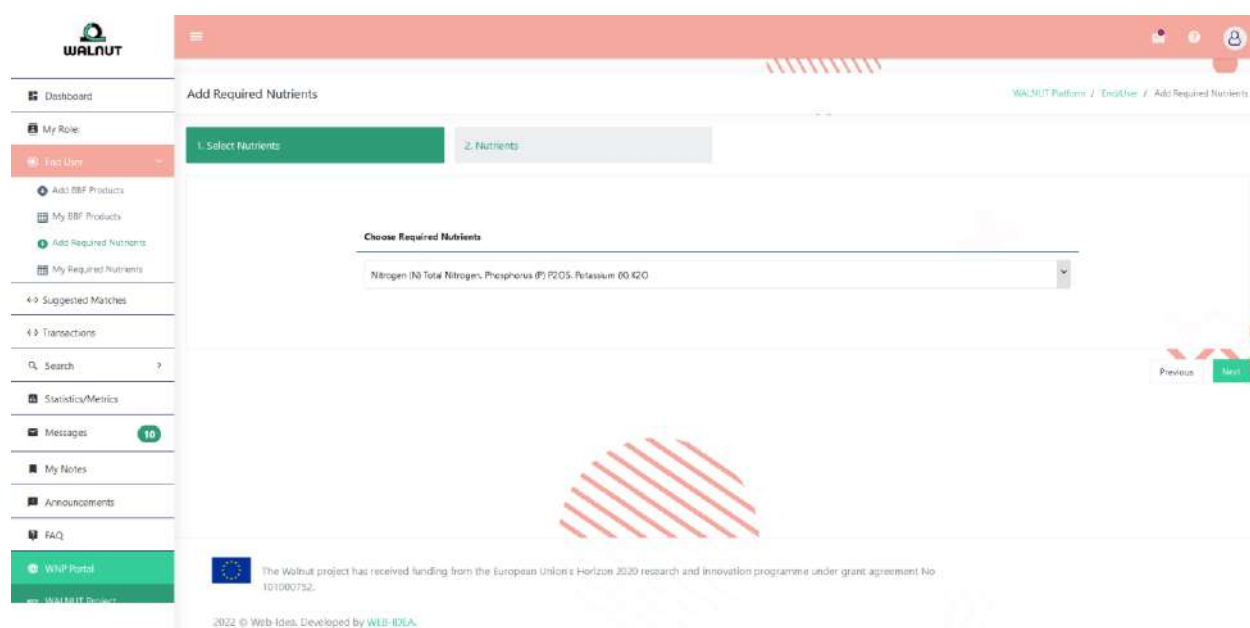 WALNUT
Dashboard
My Role:
End User
Add BBF Products
My BBF Products
Add Required Nutrients
My Required Nutrients
Suggested Matches
Transactions
Search
Statistics/Metrics
Messages 10
My Notes
Announcements
FAQ
WNP Portal
WALNUT Project
Add Required Nutrients
WALNUT Platform / End/User / Add Required Nutrients
1. Select Nutrients
2. Nutrients
Choose Required Nutrients
Nitrogen (N) Total Nitrogen, Phosphorus (P) P2O5, Potassium (K) K2O
Previous Next
The Walnut project has received funding from the European Union's Horizon 2020 research and innovation programme under grant agreement No
101000752.
2022 © Web-Idea. Developed by WEB-IDEA.